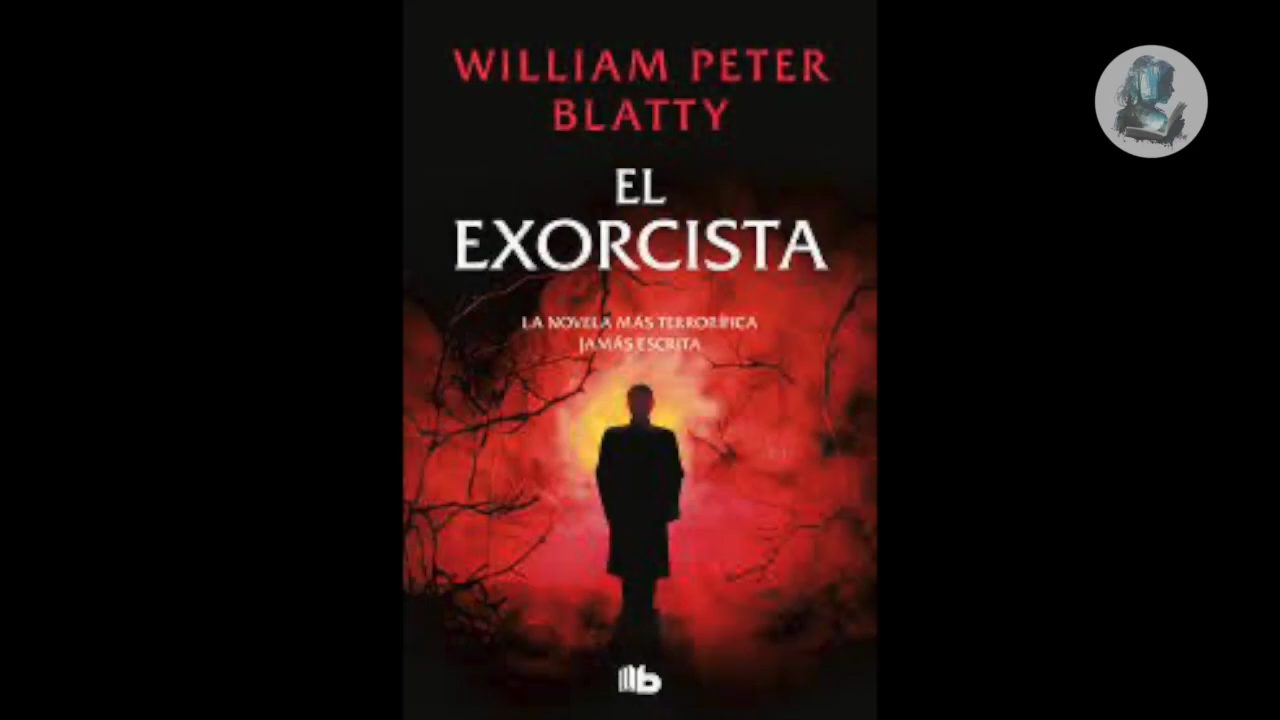 WILLIAM PETER
BLATTY
EL
EXORCISTA
LA NOVELA MÁS TERRORÍFICA
JAMÁS ESCRITA
b